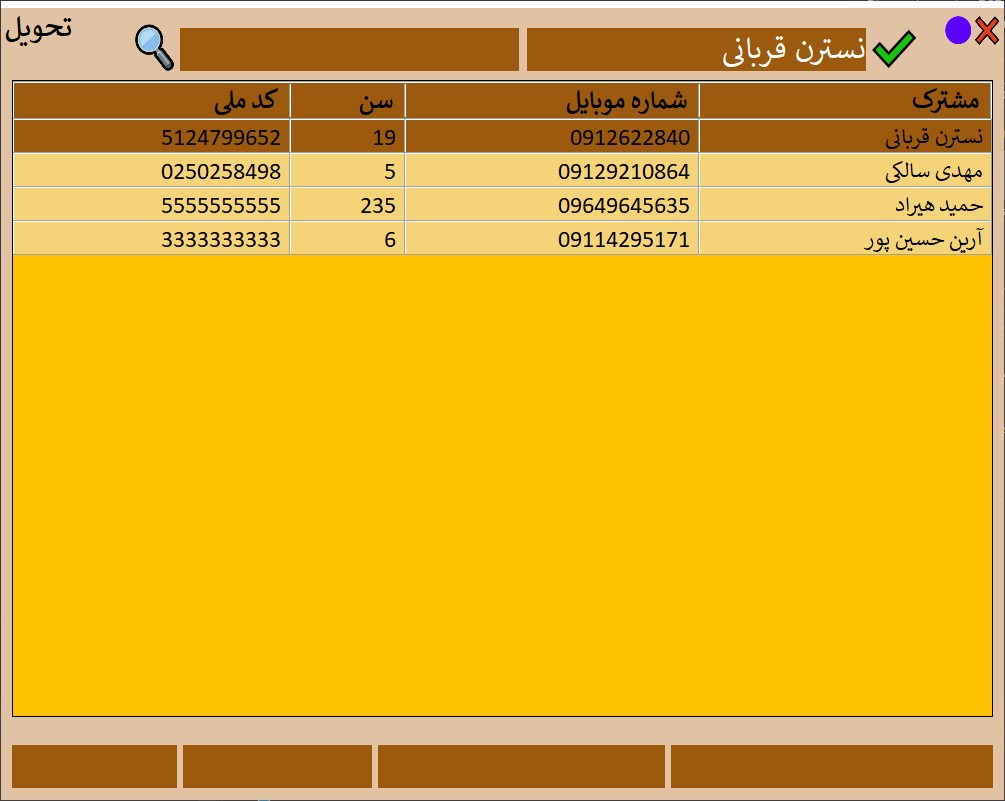 تحویل
نسترن قربانی
مشترک شماره موبایل سن کد ملی
نسترن قربانی 0912622840 19 5124799652
مهدی سالکی 09129210864 5 0250258498
حمید هیراد 09649645635 235 5555555555
آرین حسین پور 09114295171 6 3333333333